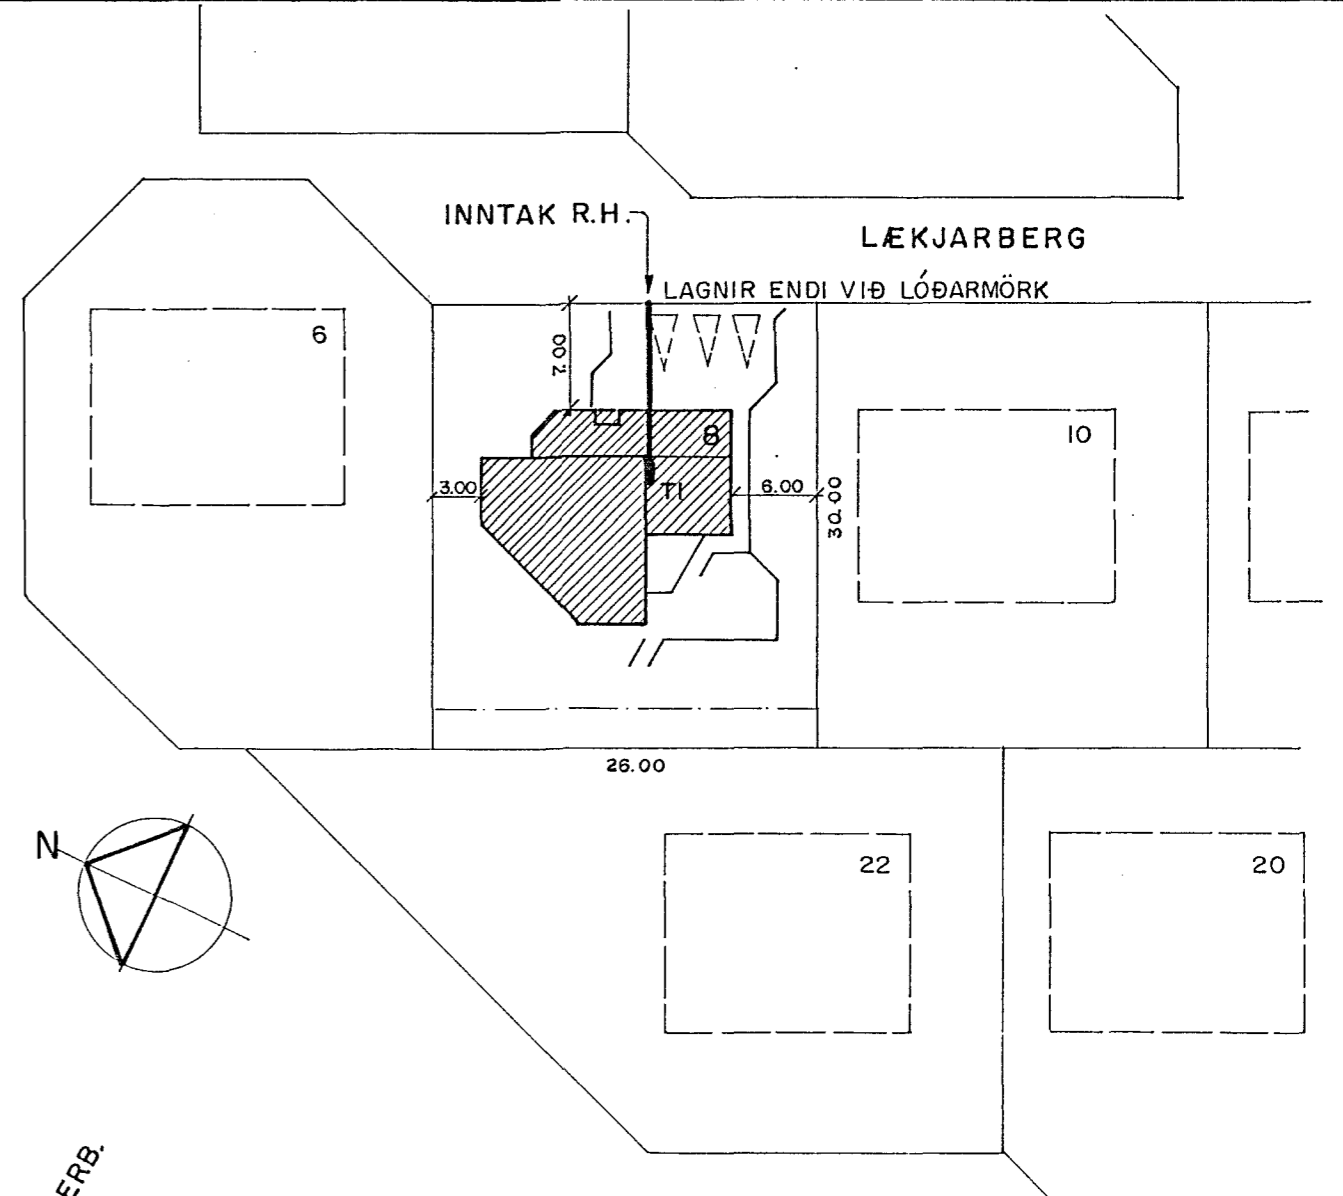 INNTAK R.H.
LÆKJARBERG
LAGNIR ENDI VIÐ LÓÐARMÖRK
6
7.00
8
10
3.00
TI
6.00
30.00
26.00
N
22
20
ERB.